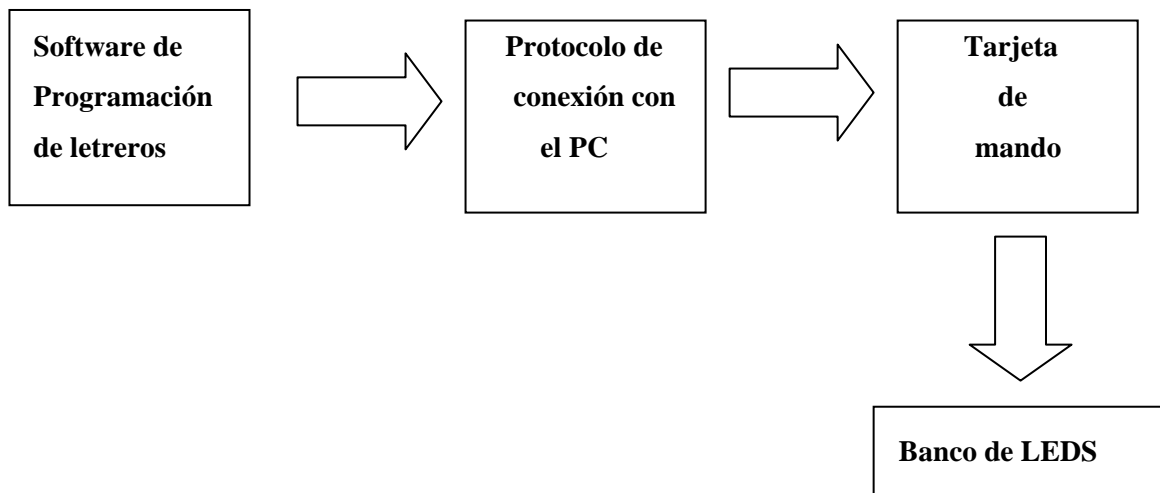 Software de
Programación
de letreros
Protocolo de
conexión con
el PC
Tarjeta
de
mando
Banco de LEDS